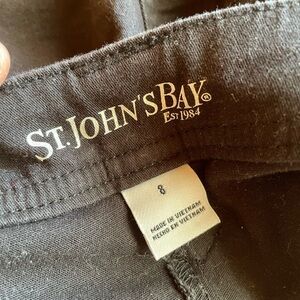 ST. JOHN'S BAY®
EST 1984
8
MADE IN VIETNAM
HECHO EN VIETNAM